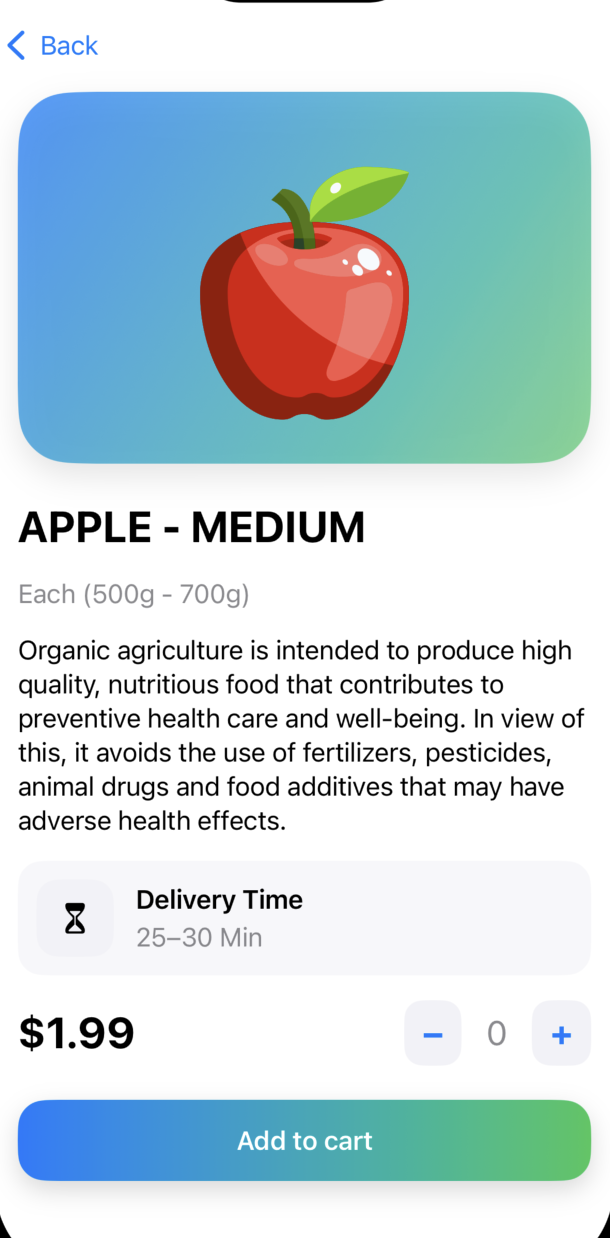 Back
APPLE - MEDIUM
Each (500g - 700g)
Organic agriculture is intended to produce high
quality, nutritious food that contributes to
preventive health care and well-being. In view of
this, it avoids the use of fertilizers, pesticides,
animal drugs and food additives that may have
adverse health effects.
Delivery Time
25–30 Min
$1.99
− 0 +
Add to cart